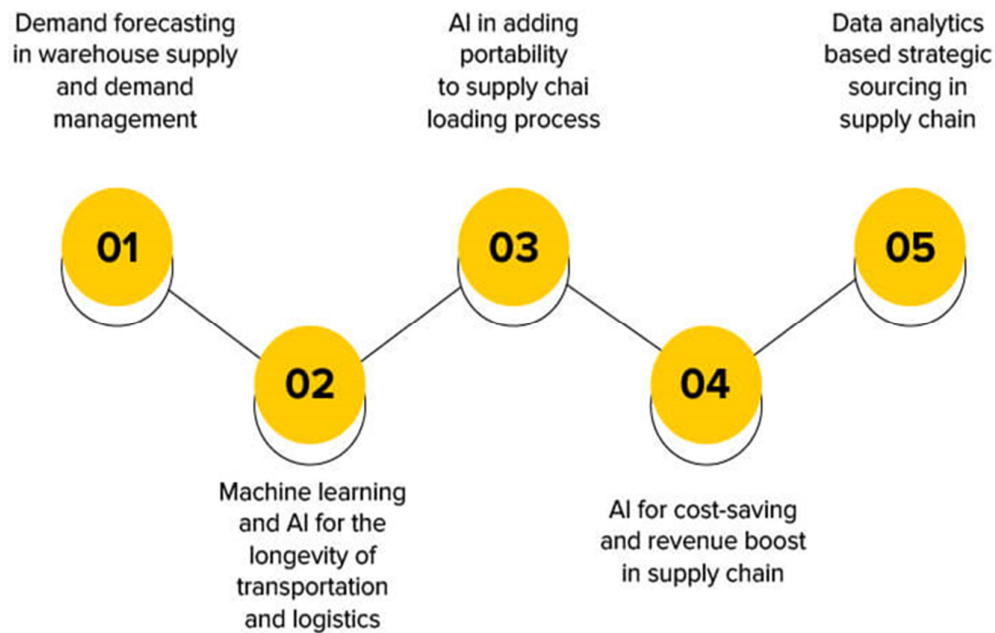 Demand forecasting
in warehouse supply
and demand
management
01
Machine learning
and AI for the
longevity of
transportation
and logistics
02
AI in adding
portability
to supply chai
loading process
03
AI for cost-saving
and revenue boost
in supply chain
04
Data analytics
based strategic
sourcing in
supply chain
05